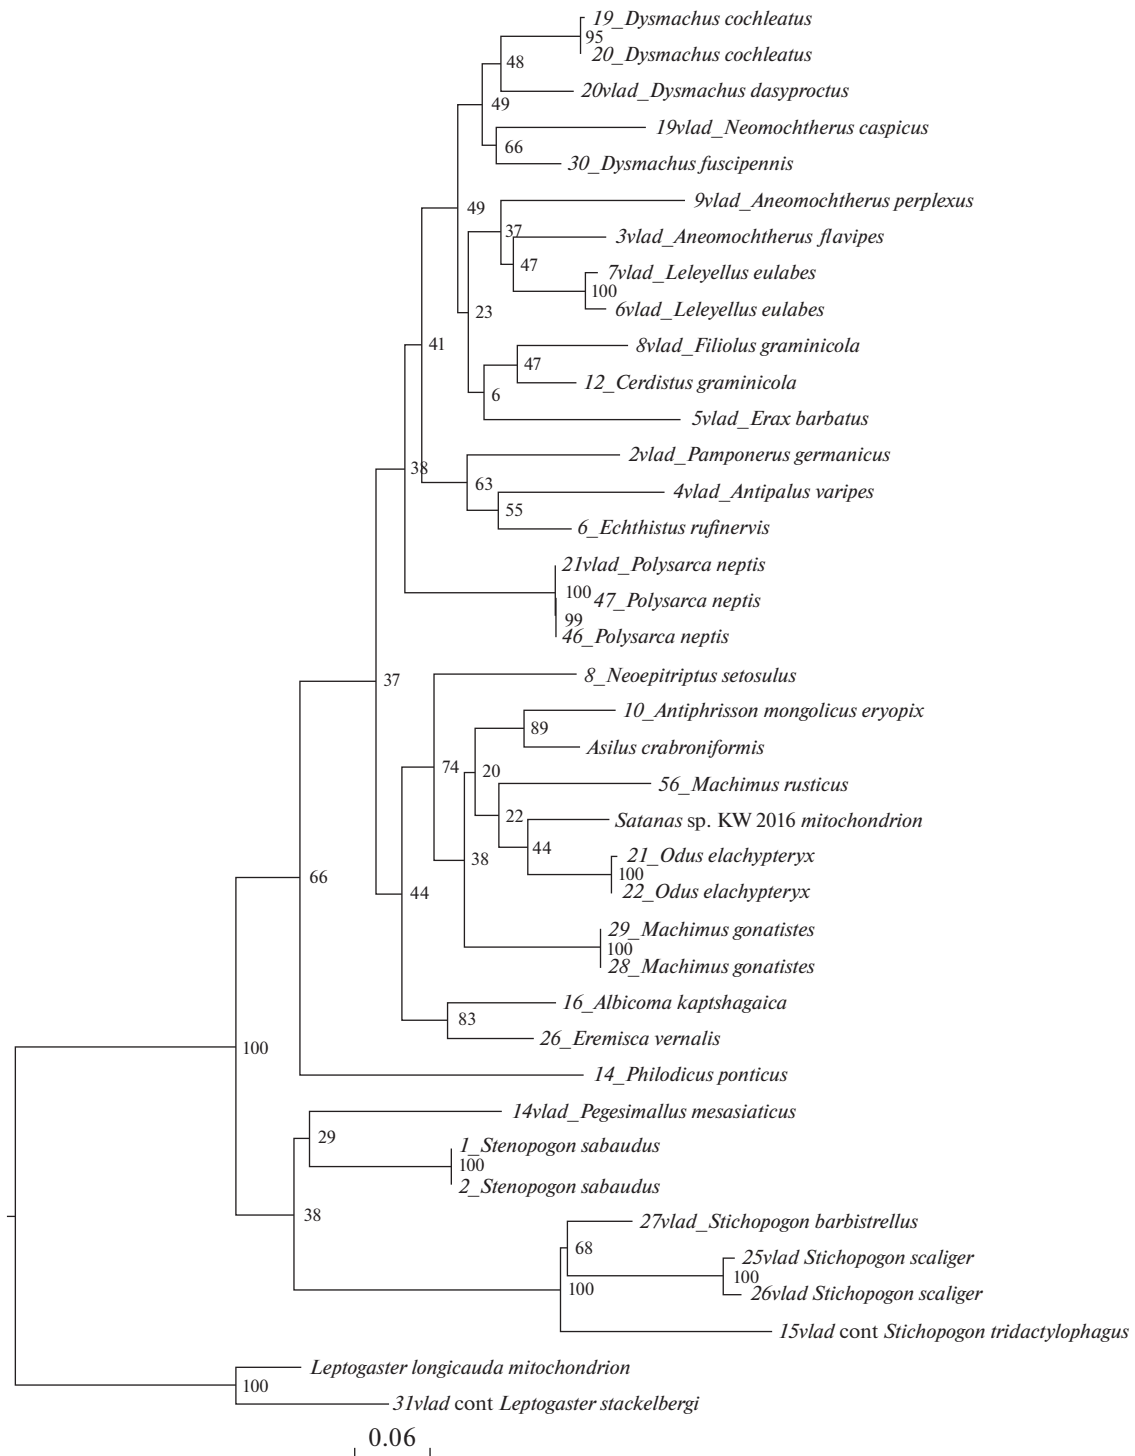 19_Dysmachus cochleatus
95
20_Dysmachus cochleatus
48
20vlad_Dysmachus dasyproctus
49
19vlad_Neomochtherus caspicus
66
30_Dysmachus fuscipennis
9vlad_Aneomochtherus perplexus
49
37
3vlad_Aneomochtherus flavipes
47
7vlad_Leleyellus eulabes
100
6vlad_Leleyellus eulabes
23
8vlad_Filiolus graminicola
41
47
12_Cerdistus graminicola
6
5vlad_Erax barbatus
2vlad_Pamponerus germanicus
38
63
4vlad_Antipalus varipes
55
6_Echthistus rufinervis
21vlad_Polysarca neptis
100
47_Polysarca neptis
99
46_Polysarca neptis
8_Neoepitriptus setosulus
37
10_Antiphrisson mongolicus eryopix
89
Asilus crabroniformis
74
20
56_Machimus rusticus
22
Satanas sp. KW 2016 mitochondrion
44
21_Odus elachypteryx
38
100
66
44
22_Odus elachypteryx
29_Machimus gonatistes
100
28_Machimus gonatistes
16_Albicoma kaptshagaica
83
26_Eremisca vernalis
100
14_Philodicus ponticus
14vlad_Pegesimallus mesasiaticus
29
1_Stenopogon sabaudus
100
2_Stenopogon sabaudus
38
27vlad_Stichopogon barbistrellus
68
25vlad Stichopogon scaliger
100
100
26vlad Stichopogon scaliger
15vlad cont Stichopogon tridactylophagus
Leptogaster longicauda mitochondrion
100
31vlad cont Leptogaster stackelbergi
0.06